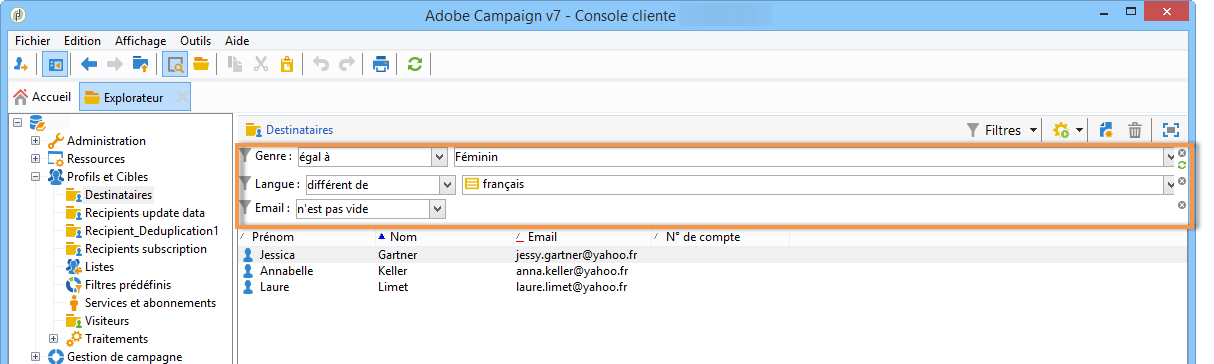 Adobe Campaign v7 - Console cliente
Fichier Edition Affichage Outils Aide
Accueil Explorateur
Destinataires Filtres
Administration
Ressources
Profils et Cibles
Destinataires
Recipients update data
Recipient_Deduplication1
Recipients subscription
Listes
Filtres prédéfinis
Services et abonnements
Visiteurs
Traitements
Gestion de campagne
Genre : égal à Féminin
Langue : différent de français
Email : n'est pas vide
Prénom Nom Email N° de compte
Jessica Gartner jessy.gartner@yahoo.fr
Annabelle Keller anna.keller@yahoo.fr
Laure Limet laure.limet@yahoo.fr